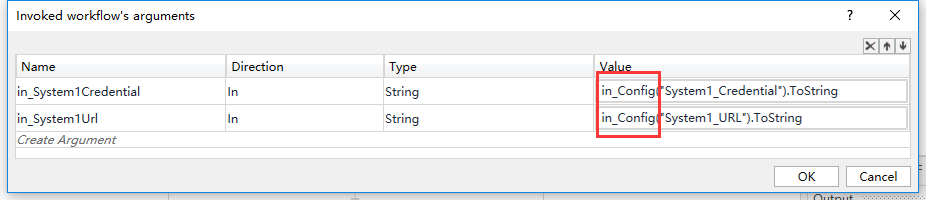 Invoked workflow's arguments
Name Direction Type Value
in_System1Credential In String in_Config("System1_Credential").ToString
in_System1Url In String in_Config("System1_URL").ToString
Create Argument
OK Cancel
Output